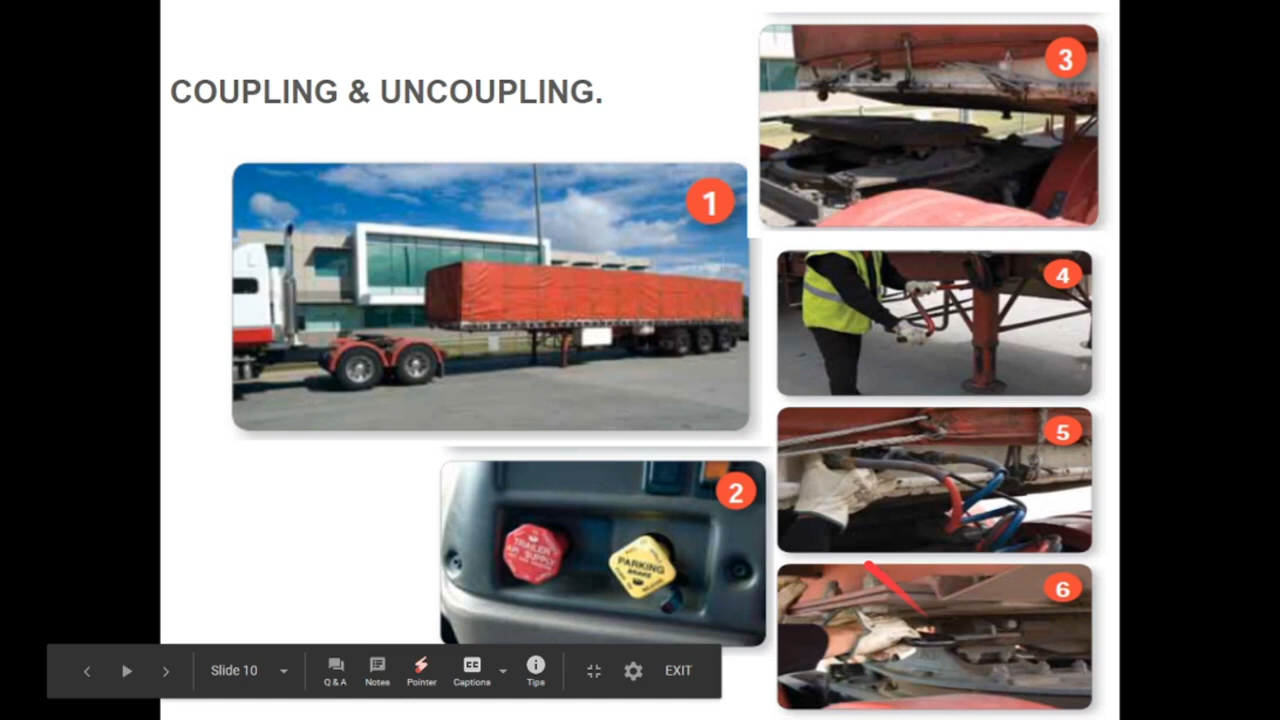 COUPLING & UNCOUPLING.
1
2
TRAILER
AIR SUPPLY
PARKING
BRAKE
3
4
5
6
Slide 10
Q & A
Notes
Pointer
CC
Captions
Tips
EXIT